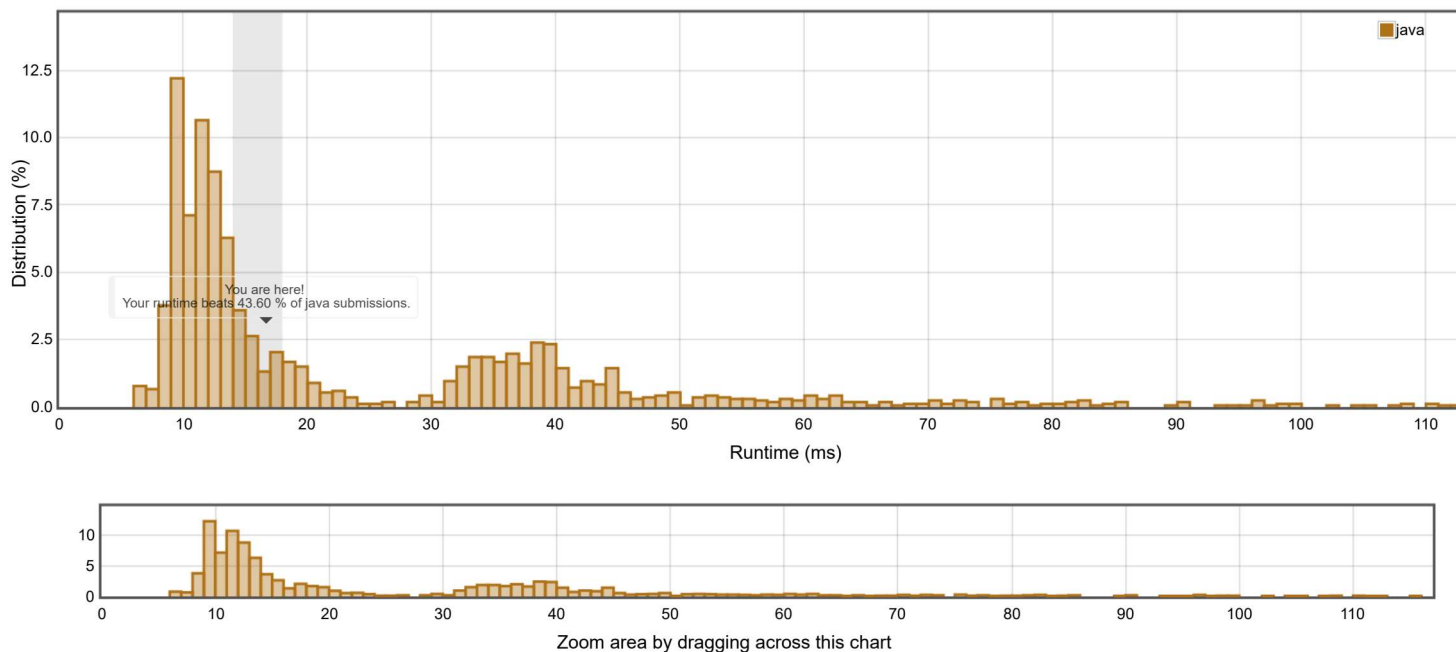 java
12.5
10.0
7.5
5.0
2.5
0.0
Distribution (%)
You are here!
Your runtime beats 43.60 % of java submissions.
0 10 20 30 40 50 60 70 80 90 100 110
Runtime (ms)
10
5
0
0 10 20 30 40 50 60 70 80 90 100 110
Zoom area by dragging across this chart